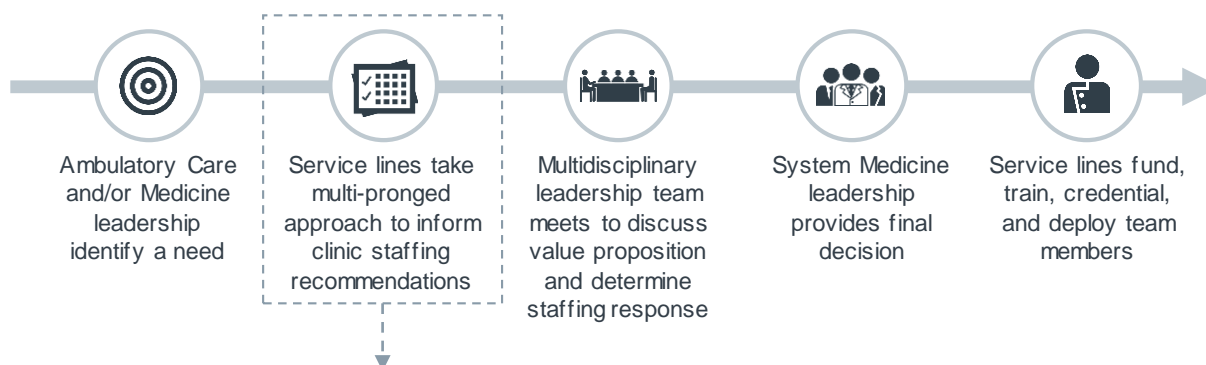 Ambulatory Care
and/or Medicine
leadership
identify a need
Service lines take
multi-pronged
approach to inform
clinic staffing
recommendations
Multidisciplinary
leadership team
meets to discuss
value proposition
and determine
staffing response
System Medicine
leadership
provides final
decision
Service lines fund,
train, credential,
and deploy team
members